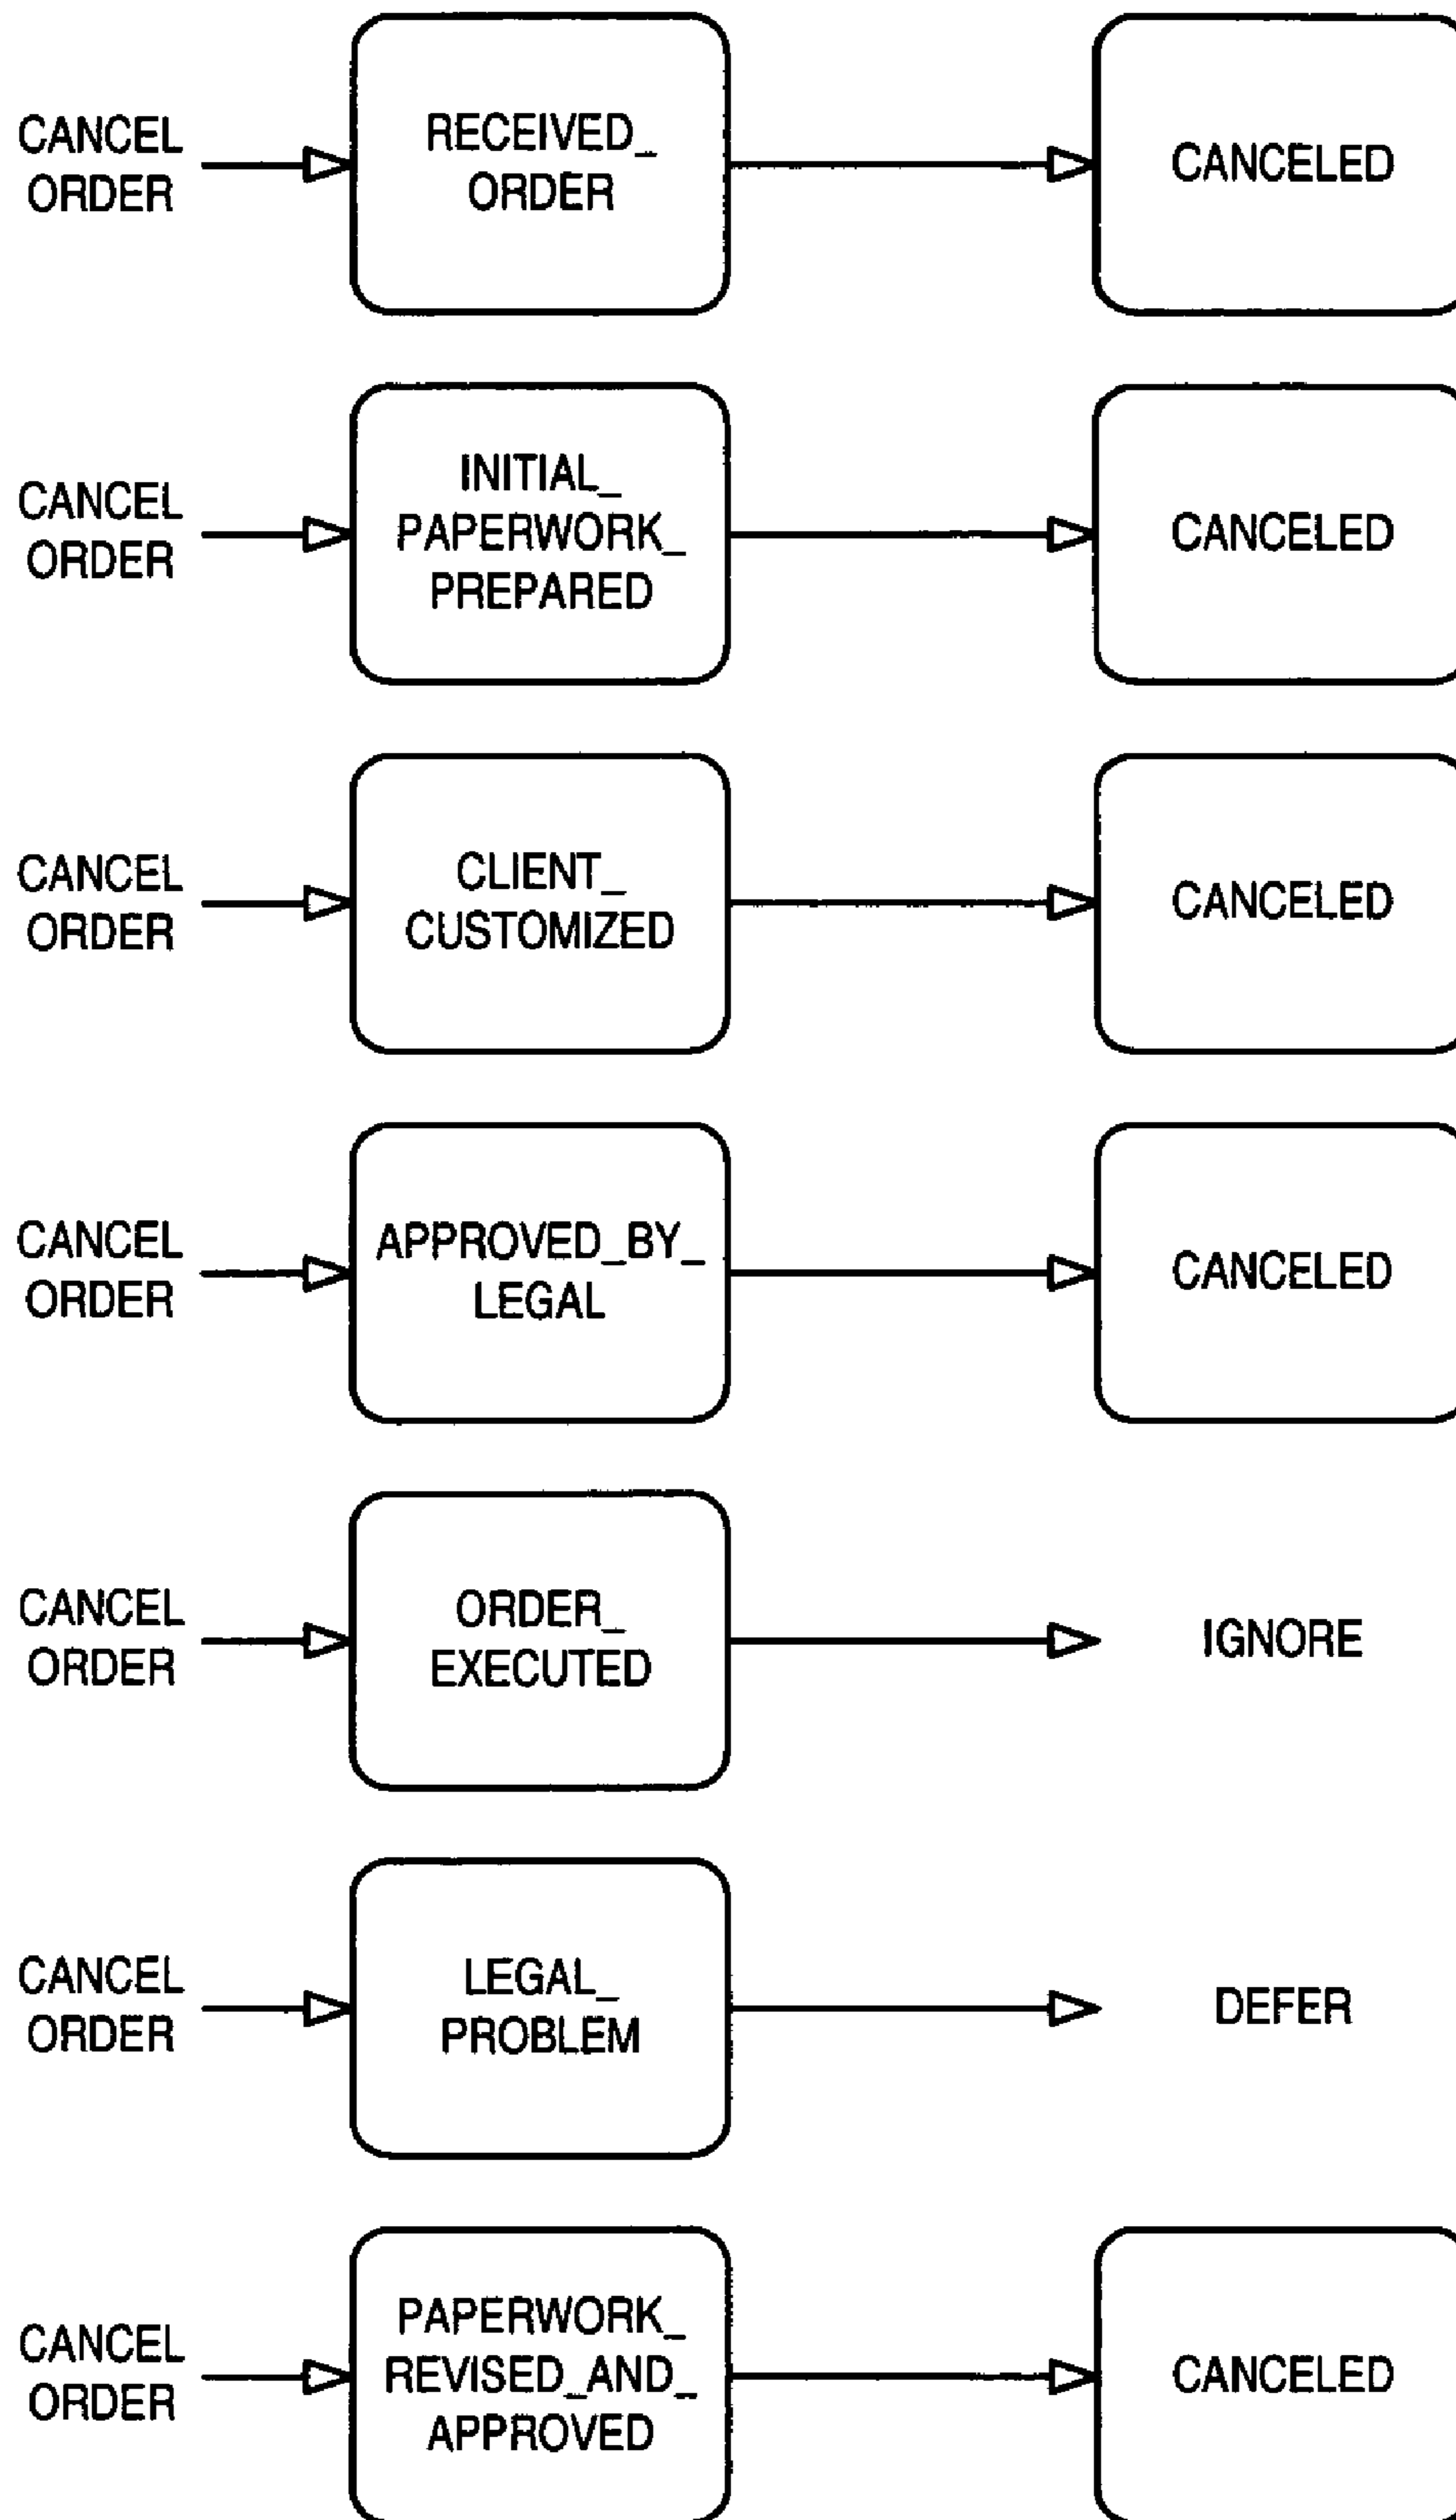 CANCEL
ORDER
RECEIVED_
ORDER
CANCELED
CANCEL
ORDER
INITIAL_
PAPERWORK_
PREPARED
CANCELED
CANCEL
ORDER
CLIENT_
CUSTOMIZED
CANCELED
CANCEL
ORDER
APPROVED_BY_
LEGAL
CANCELED
CANCEL
ORDER
ORDER_
EXECUTED
IGNORE
CANCEL
ORDER
LEGAL_
PROBLEM
DEFER
CANCEL
ORDER
PAPERWORK_
REVISED_AND_
APPROVED
CANCELED